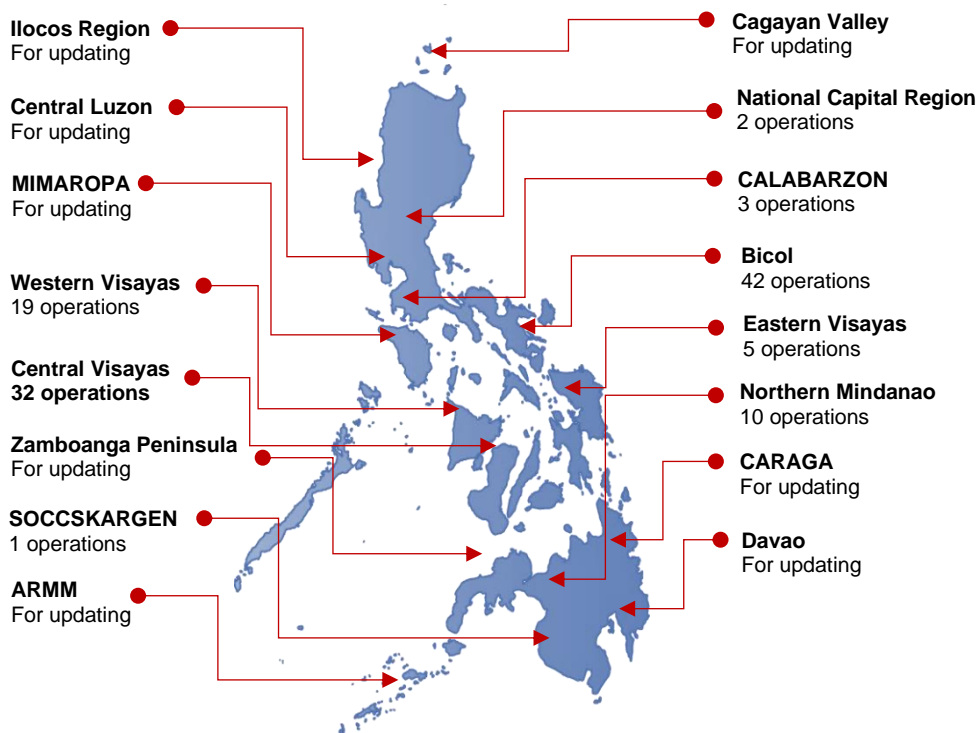 Ilocos Region
For updating
Central Luzon
For updating
MIMAROPA
For updating
Western Visayas
19 operations
Central Visayas
32 operations
Zamboanga Peninsula
For updating
SOCCSKARGEN
1 operations
ARMM
For updating
Cagayan Valley
For updating
National Capital Region
2 operations
CALABARZON
3 operations
Bicol
42 operations
Eastern Visayas
5 operations
Northern Mindanao
10 operations
CARAGA
For updating
Davao
For updating